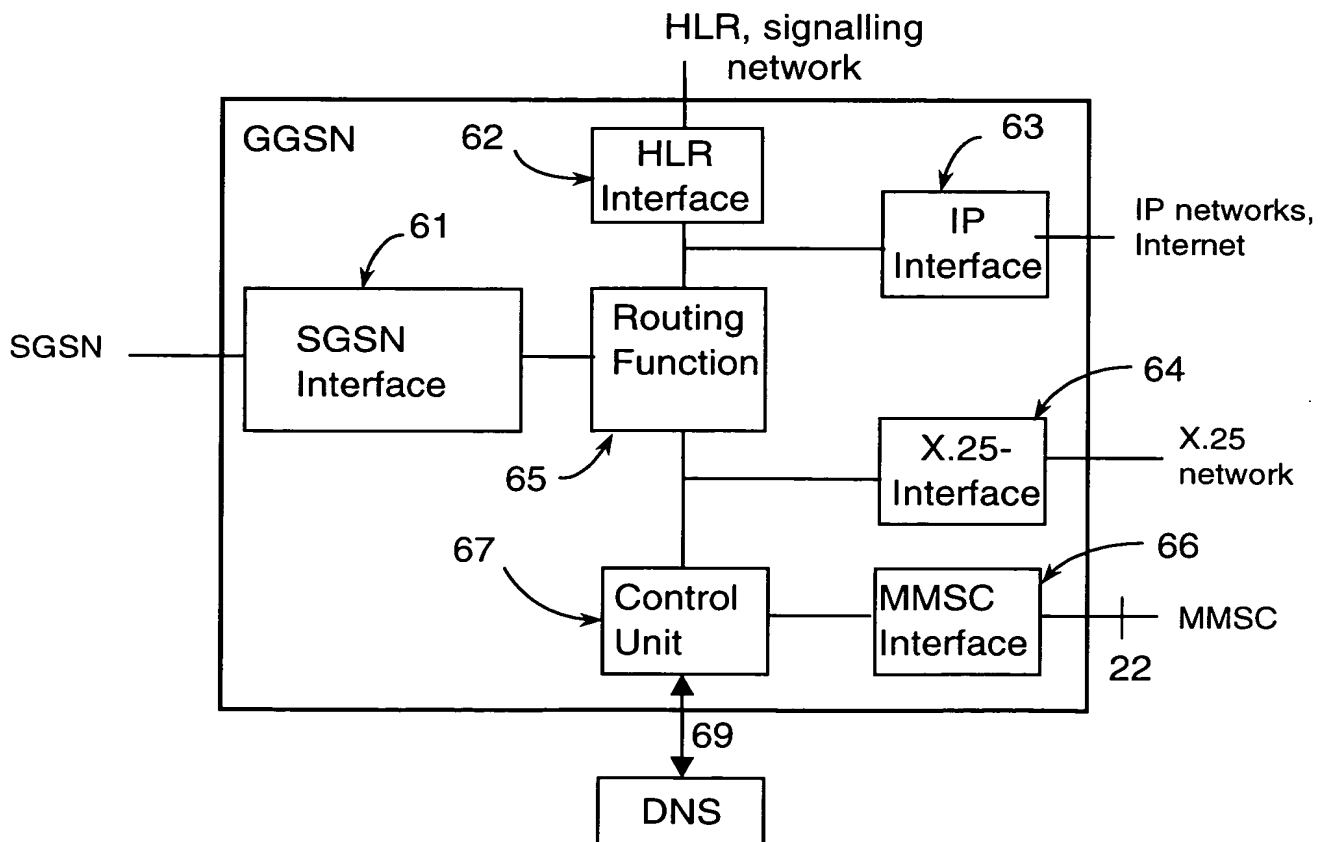 HLR, signalling
network
GGSN
62
HLR
Interface
63
IP
Interface
IP networks,
Internet
61
SGSN
SGSN
Interface
Routing
Function
65
64
X.25-
Interface
X.25
network
67
Control
Unit
66
MMSC
Interface
MMSC
22
69
DNS